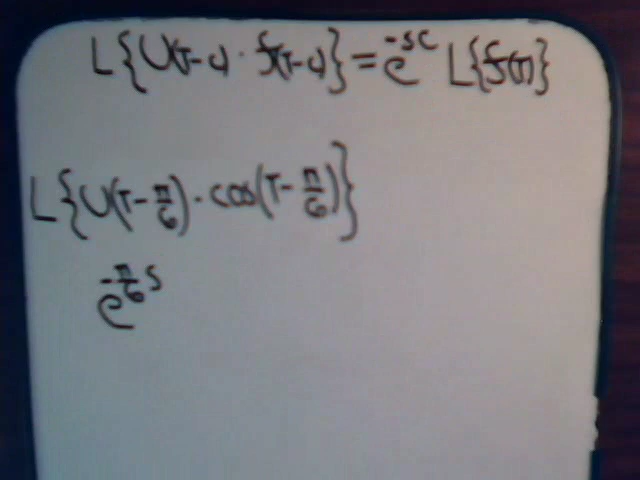 L{U(T-c) · f(T-c)} = e^-sc L{f(T)}
L{U(T-π/6) · cos(T-π/6)}
e^-π/6 s